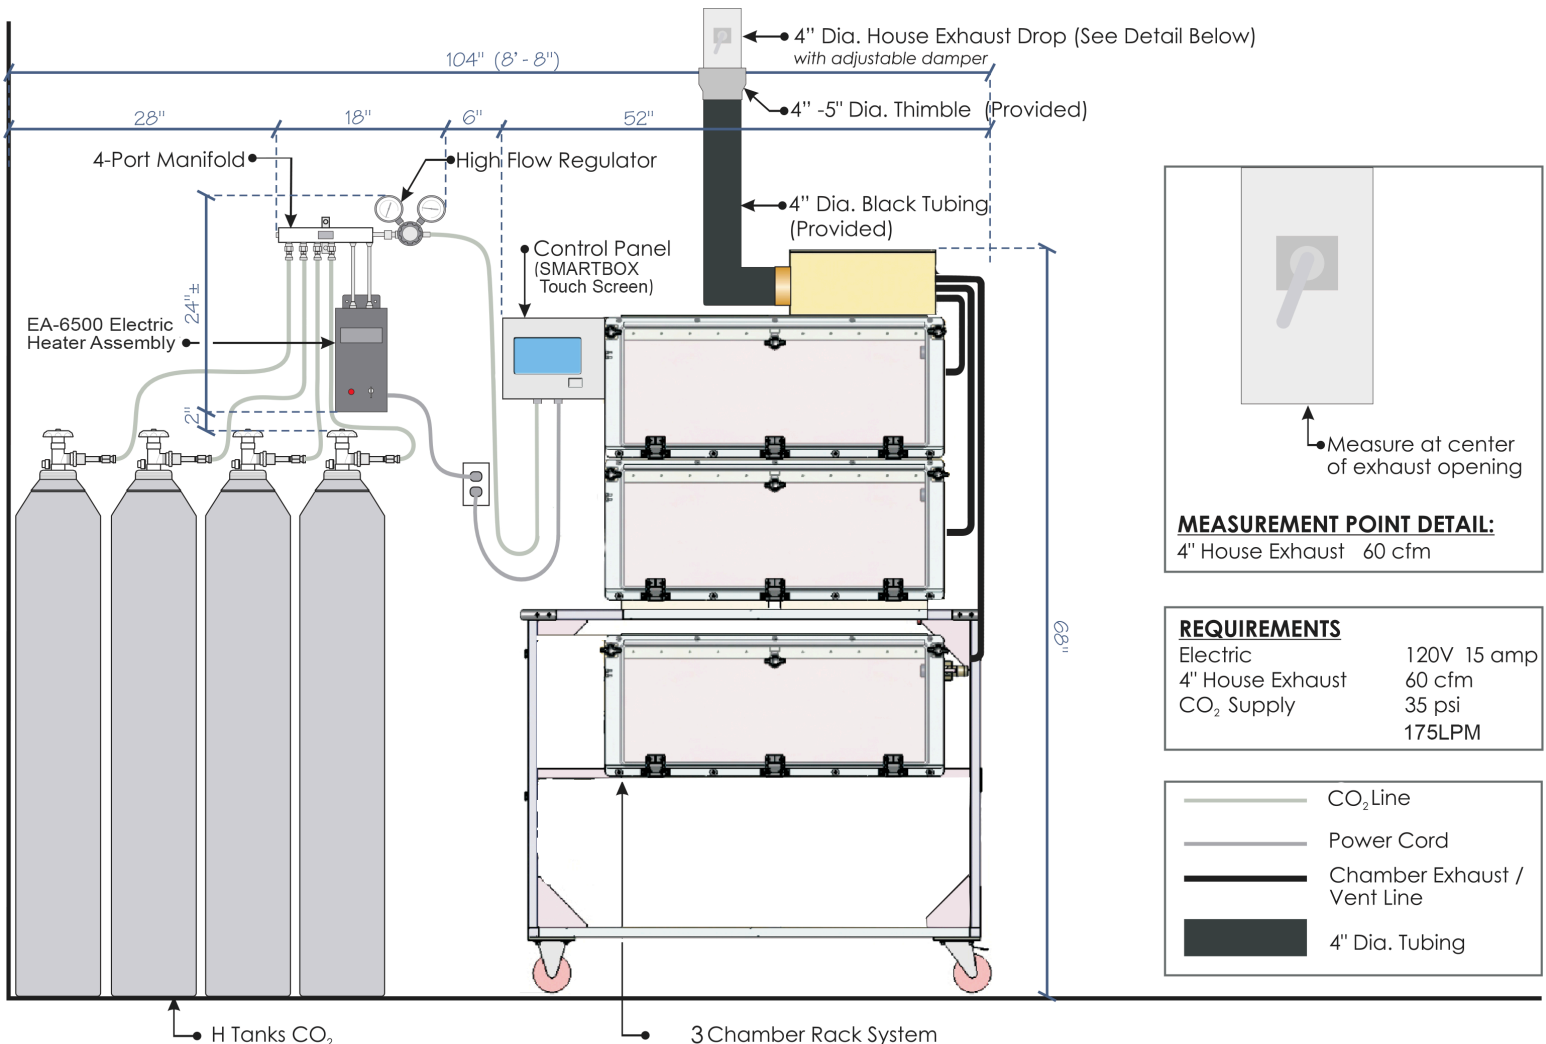 4” Dia. House Exhaust Drop (See Detail Below)
with adjustable damper
104" (8' - 8")
4” -5" Dia. Thimble (Provided)
28"
18"
6"
52"
4-Port Manifold
High Flow Regulator
4” Dia. Black Tubing
(Provided)
Control Panel
(SMARTBOX
Touch Screen)
24"±
EA-6500 Electric
Heater Assembly
2"
68"
Measure at center
of exhaust opening
MEASUREMENT POINT DETAIL:
4" House Exhaust 60 cfm
REQUIREMENTS
Electric 120V 15 amp
4" House Exhaust 60 cfm
CO₂ Supply 35 psi
175LPM
CO₂ Line
Power Cord
Chamber Exhaust /
Vent Line
4" Dia. Tubing
H Tanks CO₂
3 Chamber Rack System